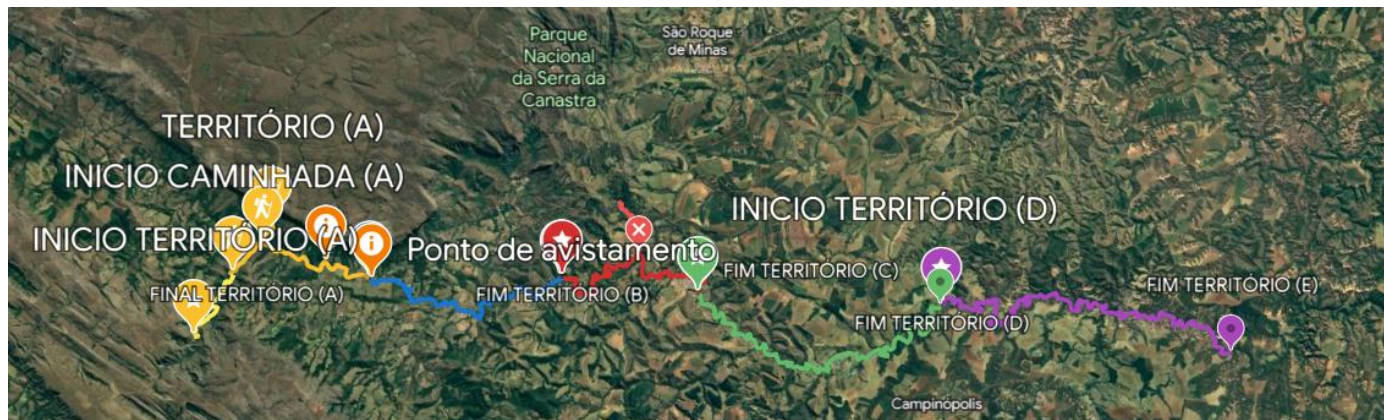 Parque
Nacional
da Serra da
Canastra
São Roque
de Minas
TERRITÓRIO (A)
INICIO CAMINHADA (A)
INICIO TERRITÓRIO (A)
Ponto de avistamento
INICIO TERRITÓRIO (D)
FINAL TERRITÓRIO (A)
FIM TERRITÓRIO (B)
FIM TERRITÓRIO (C)
FIM TERRITÓRIO (D)
FIM TERRITÓRIO (E)
Campinópolis